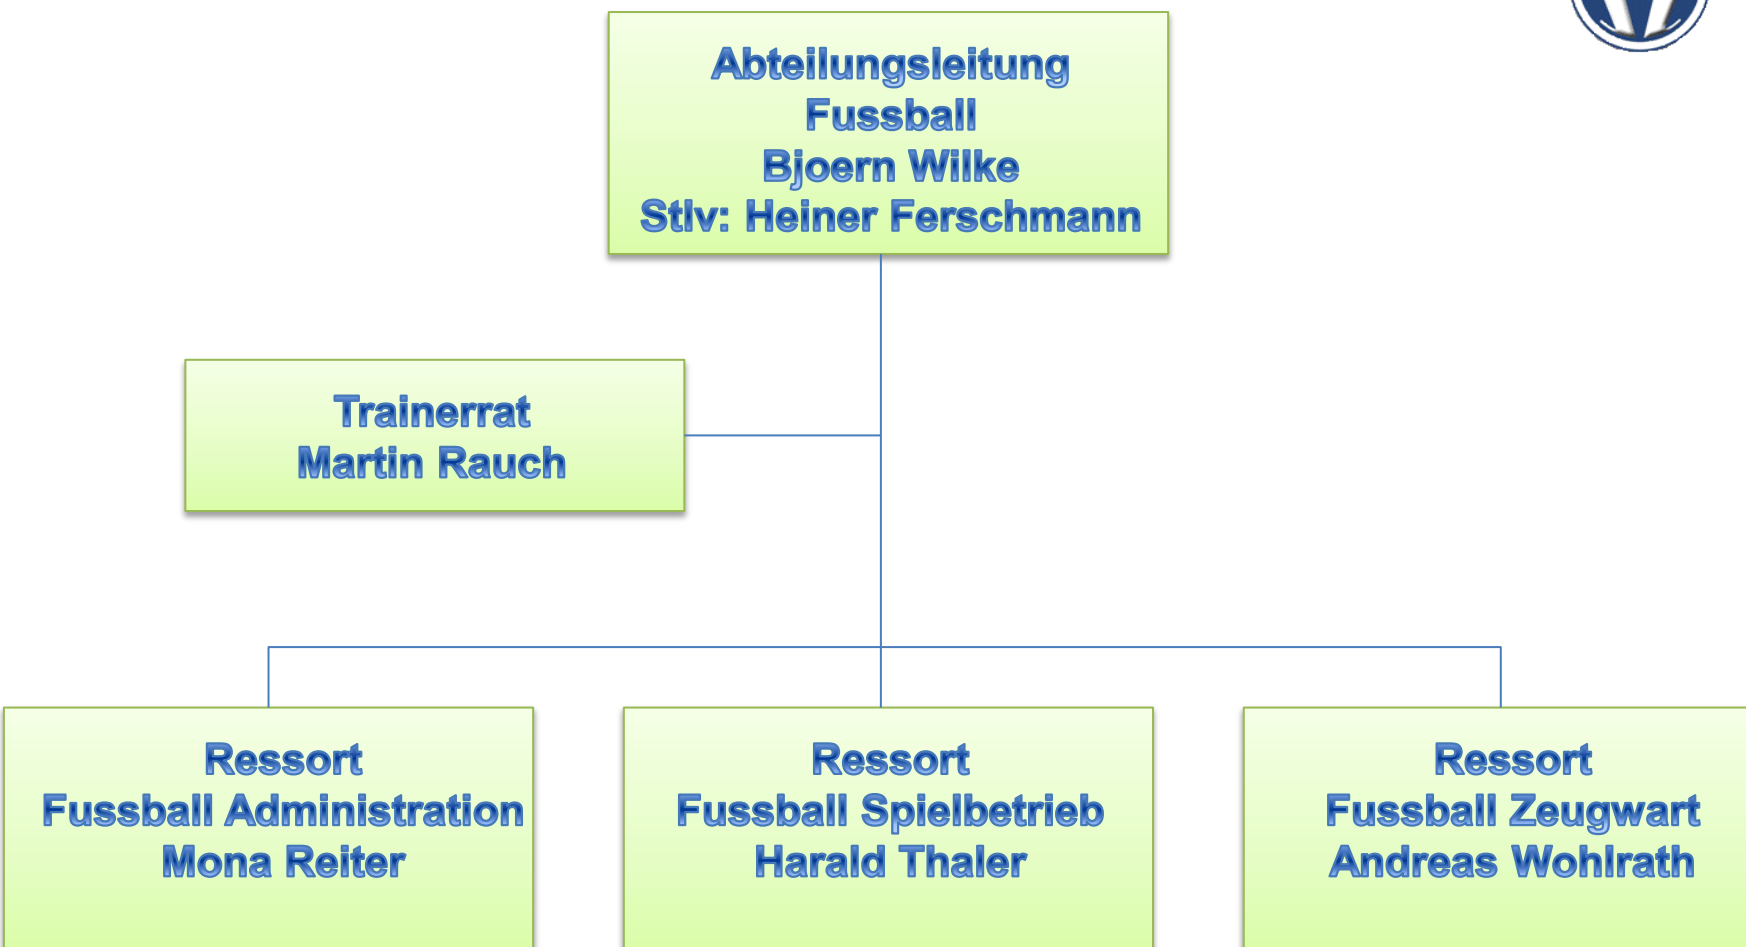 Abteilungsleitung
Fussball
Bjoern Wilke
Stlv: Heiner Ferschmann
Trainerrat
Martin Rauch
Ressort
Fussball Administration
Mona Reiter
Ressort
Fussball Spielbetrieb
Harald Thaler
Ressort
Fussball Zeugwart
Andreas Wohlrath